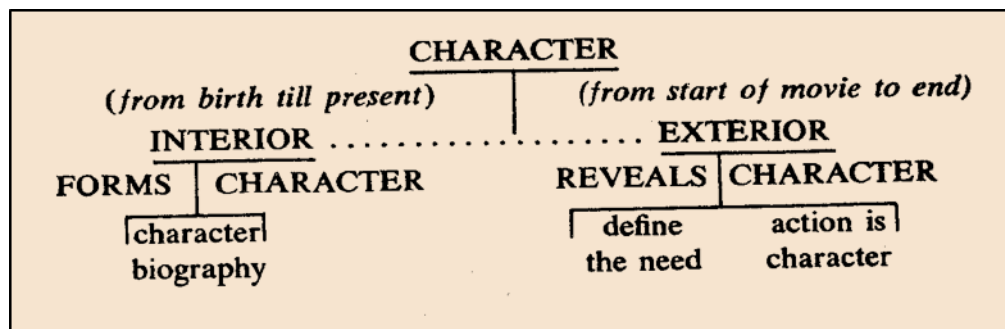 CHARACTER
(from birth till present) (from start of movie to end)
INTERIOR . . . . . . . . . . . . . . . . . . . . . . EXTERIOR
FORMS CHARACTER REVEALS CHARACTER
character define action is
biography the need character